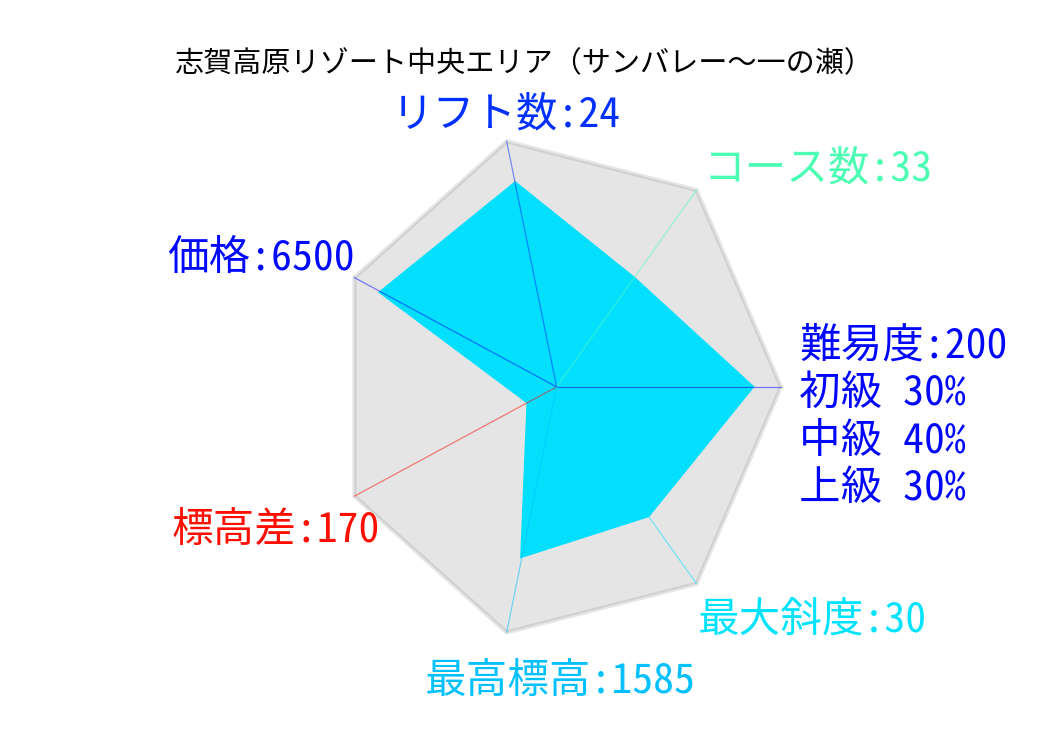 志賀高原リゾート中央エリア（サンバレー～一の瀬）
リフト数:24
コース数:33
価格:6500
難易度:200
初級 30%
中級 40%
上級 30%
標高差:170
最大斜度:30
最高標高:1585